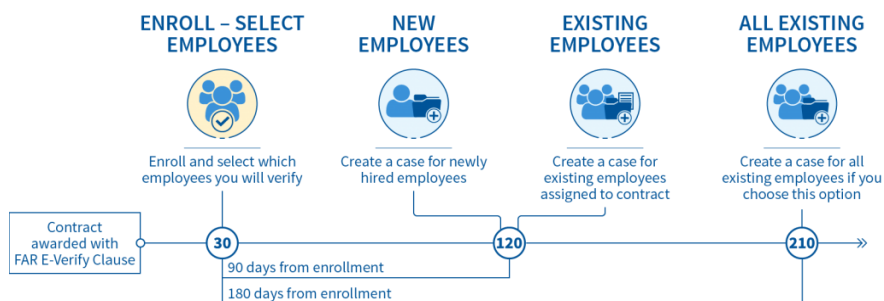 ENROLL – SELECT
EMPLOYEES
NEW
EMPLOYEES
EXISTING
EMPLOYEES
ALL EXISTING
EMPLOYEES
Enroll and select which
employees you will verify
Create a case for newly
hired employees
Create a case for
existing employees
assigned to contract
Create a case for all
existing employees if you
choose this option
Contract
awarded with
FAR E-Verify Clause
30
120
210
90 days from enrollment
180 days from enrollment